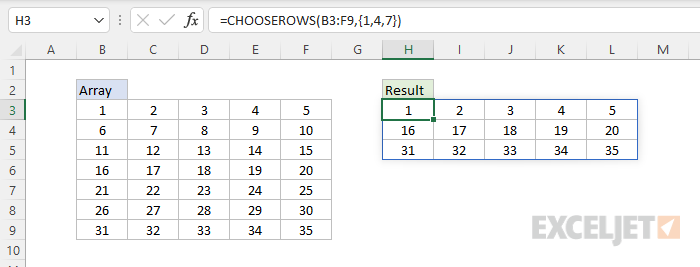 H3 fx =CHOOSEROWS(B3:F9,{1,4,7})
A B C D E F G H I J K L M
1
2 Array Result
3 1 2 3 4 5 1 2 3 4 5
4 6 7 8 9 10 16 17 18 19 20
5 11 12 13 14 15 31 32 33 34 35
6 16 17 18 19 20
7 21 22 23 24 25
8 26 27 28 29 30
9 31 32 33 34 35
10
EXCELJET